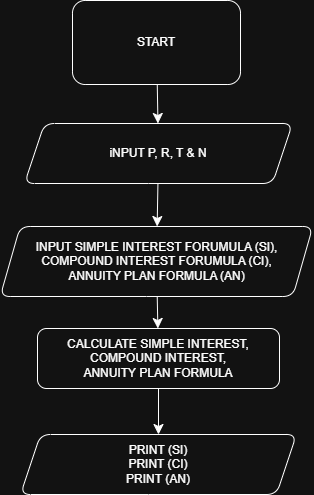 START
iNPUT P, R, T & N
INPUT SIMPLE INTEREST FORUMULA (SI),
COMPOUND INTEREST FORUMULA (CI),
ANNUITY PLAN FORMULA (AN)
CALCULATE SIMPLE INTEREST,
COMPOUND INTEREST,
ANNUITY PLAN FORMULA
PRINT (SI)
PRINT (CI)
PRINT (AN)